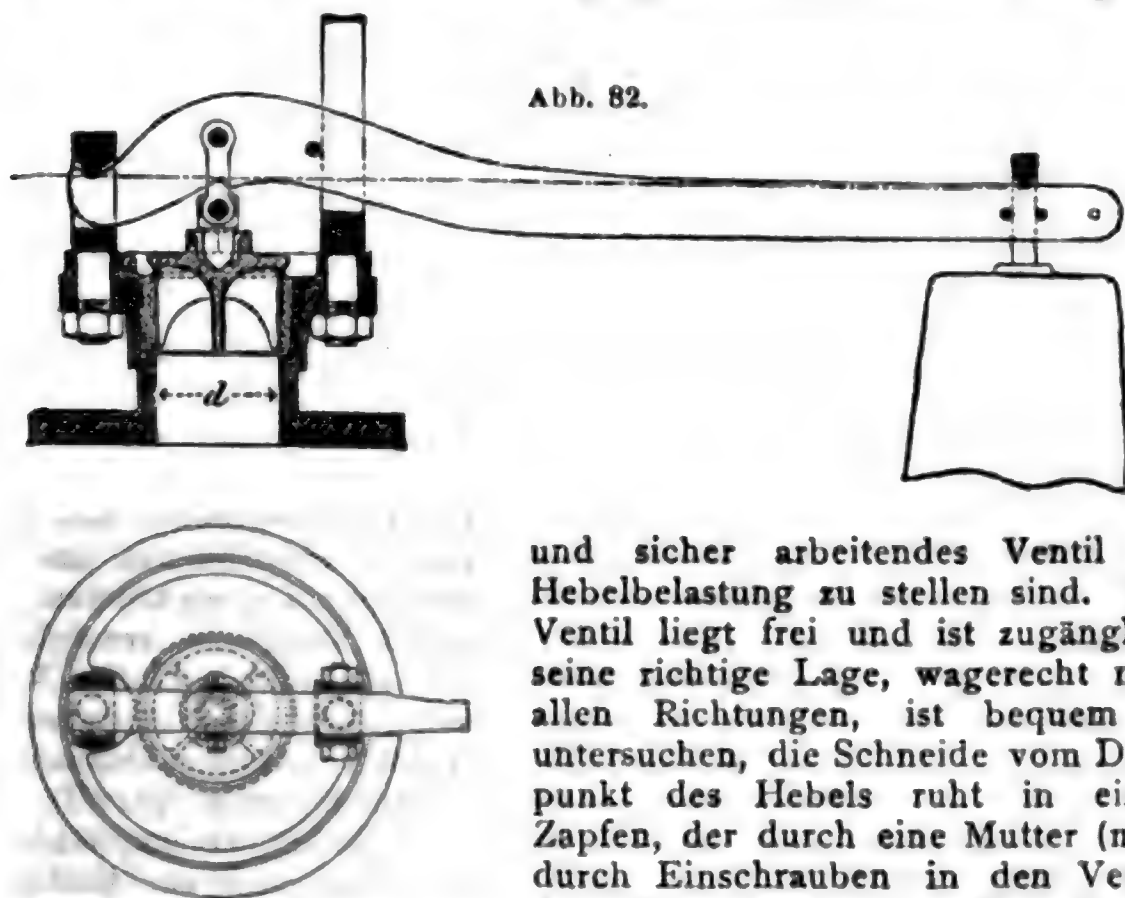 Abb. 82.
d
und sicher arbeitendes Ventil
Hebelbelastung zu stellen sind.
Ventil liegt frei und ist zugängl
seine richtige Lage, wagerecht
allen Richtungen, ist bequem
untersuchen, die Schneide vom D
punkt des Hebels ruht in ei
Zapfen, der durch eine Mutter (n
durch Einschrauben in den Ve